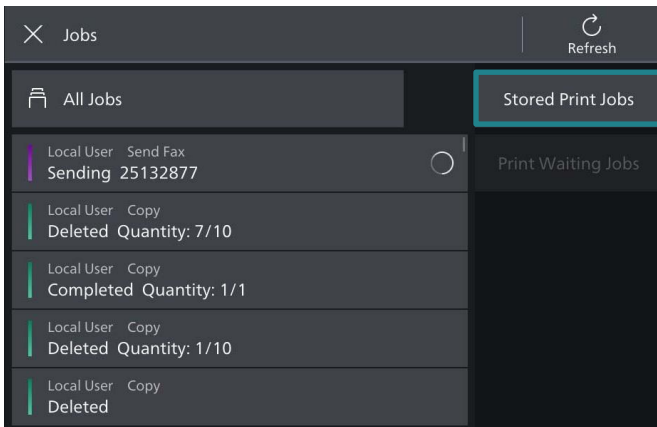 Jobs
Refresh
All Jobs
Stored Print Jobs
Local User Send Fax
Sending 25132877
Print Waiting Jobs
Local User Copy
Deleted Quantity: 7/10
Local User Copy
Completed Quantity: 1/1
Local User Copy
Deleted Quantity: 1/10
Local User Copy
Deleted